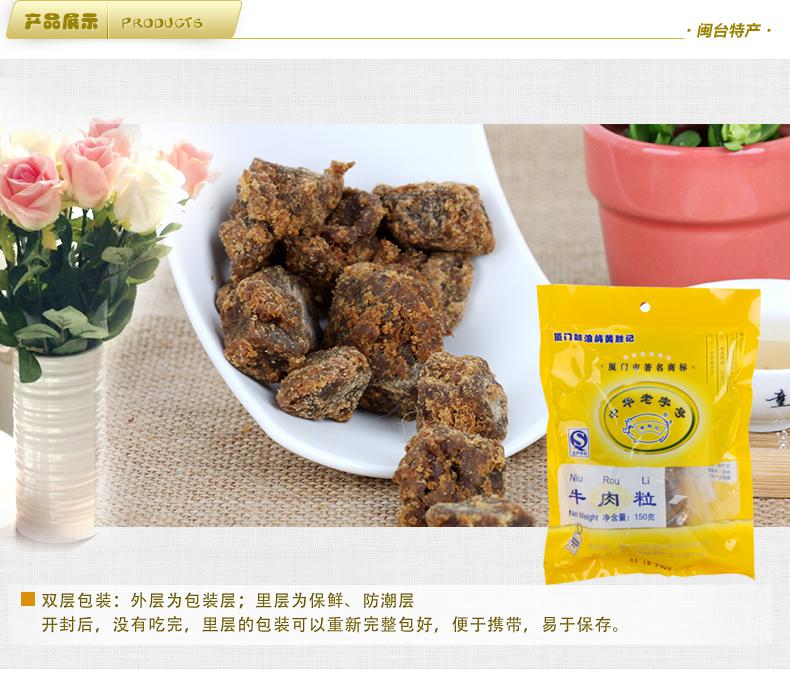 产品展示 PRODUCTS
· 闽台特产 ·
厦门鼓浪屿黄胜记
· 厦门市著名商标 ·
中华老字号
Niu Rou Li
牛肉粒
Net Weight 净含量：150克
双层包装：外层为包装层；里层为保鲜、防潮层
开封后，没有吃完，里层的包装可以重新完整包好，便于携带，易于保存。